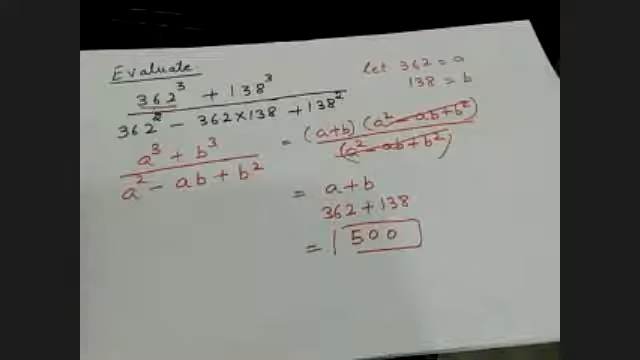 Evaluate
362³ + 138³
362² - 362×138 + 138²
let 362 = a
138 = b
a³ + b³
a² - ab + b²
= (a+b) (a² - ab + b²)
(a² - ab + b²)
= a+b
362 + 138
= 500